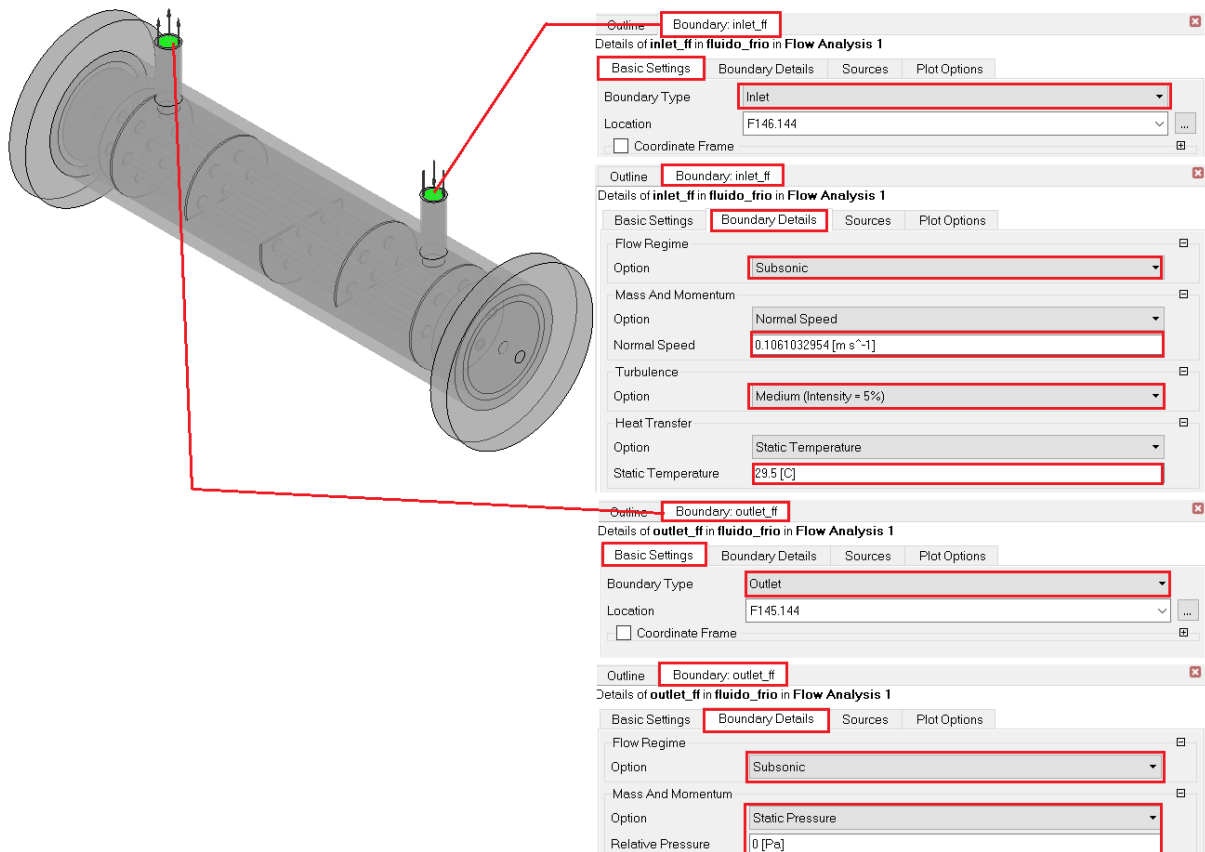 Outline Boundary: inlet_ff
Details of inlet_ff in fluido_frio in Flow Analysis 1
Basic Settings Boundary Details Sources Plot Options
Boundary Type Inlet
Location F146.144 ...
Coordinate Frame
Outline Boundary: inlet_ff
Details of inlet_ff in fluido_frio in Flow Analysis 1
Basic Settings Boundary Details Sources Plot Options
Flow Regime
Option Subsonic
Mass And Momentum
Option Normal Speed
Normal Speed 0.1061032954 [m s^-1]
Turbulence
Option Medium (Intensity = 5%)
Heat Transfer
Option Static Temperature
Static Temperature 29.5 [C]
Outline Boundary: outlet_ff
Details of outlet_ff in fluido_frio in Flow Analysis 1
Basic Settings Boundary Details Sources Plot Options
Boundary Type Outlet
Location F145.144 ...
Coordinate Frame
Outline Boundary: outlet_ff
Details of outlet_ff in fluido_frio in Flow Analysis 1
Basic Settings Boundary Details Sources Plot Options
Flow Regime
Option Subsonic
Mass And Momentum
Option Static Pressure
Relative Pressure 0 [Pa]